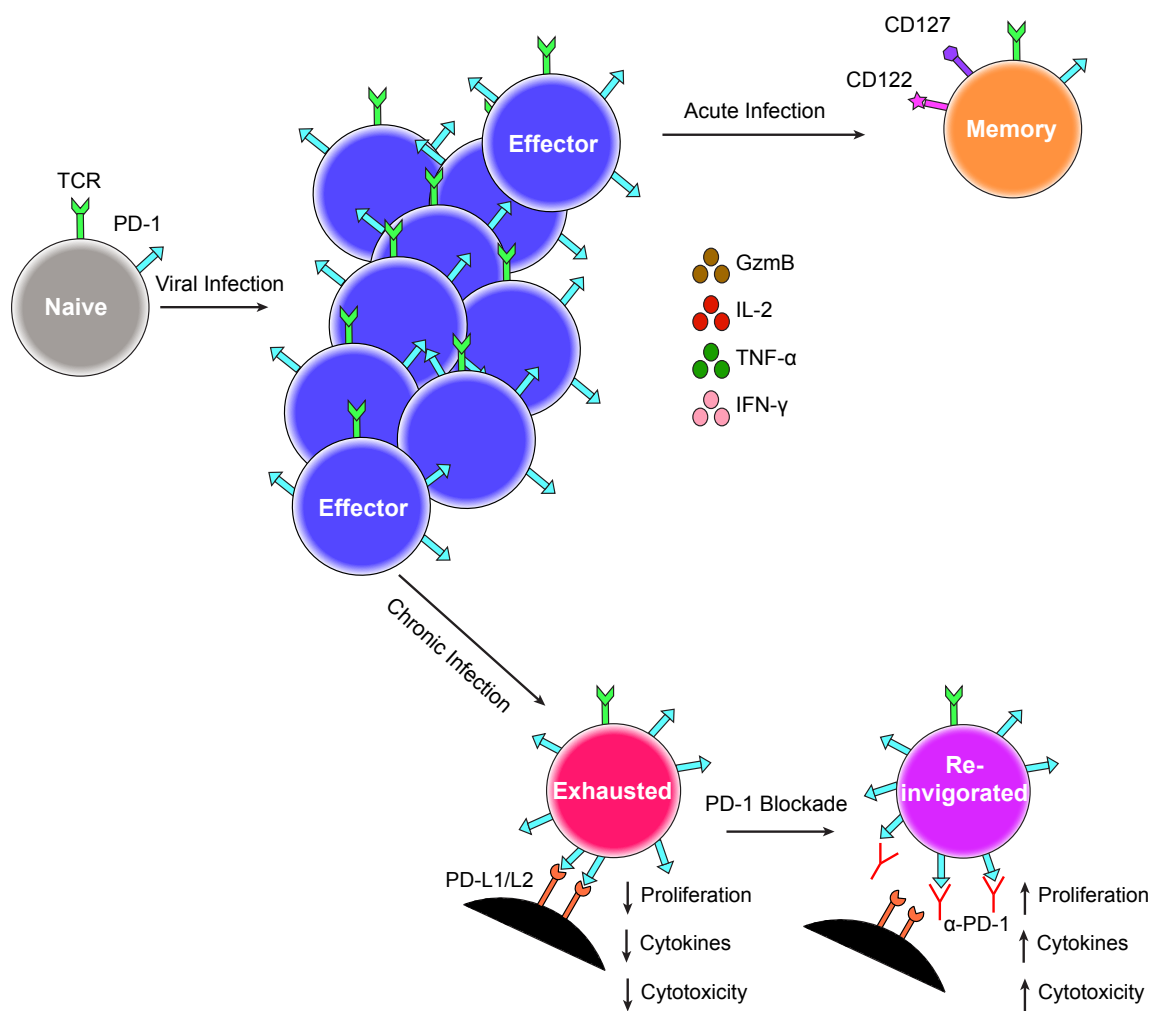 CD127
CD122
Memory
Effector
Acute Infection
TCR
PD-1
Naive
Viral Infection
GzmB
IL-2
TNF-α
IFN-γ
Effector
Chronic Infection
Exhausted
PD-1 Blockade
Re-
invigorated
PD-L1/L2
Proliferation
Cytokines
Cytotoxicity
α-PD-1
Proliferation
Cytokines
Cytotoxicity